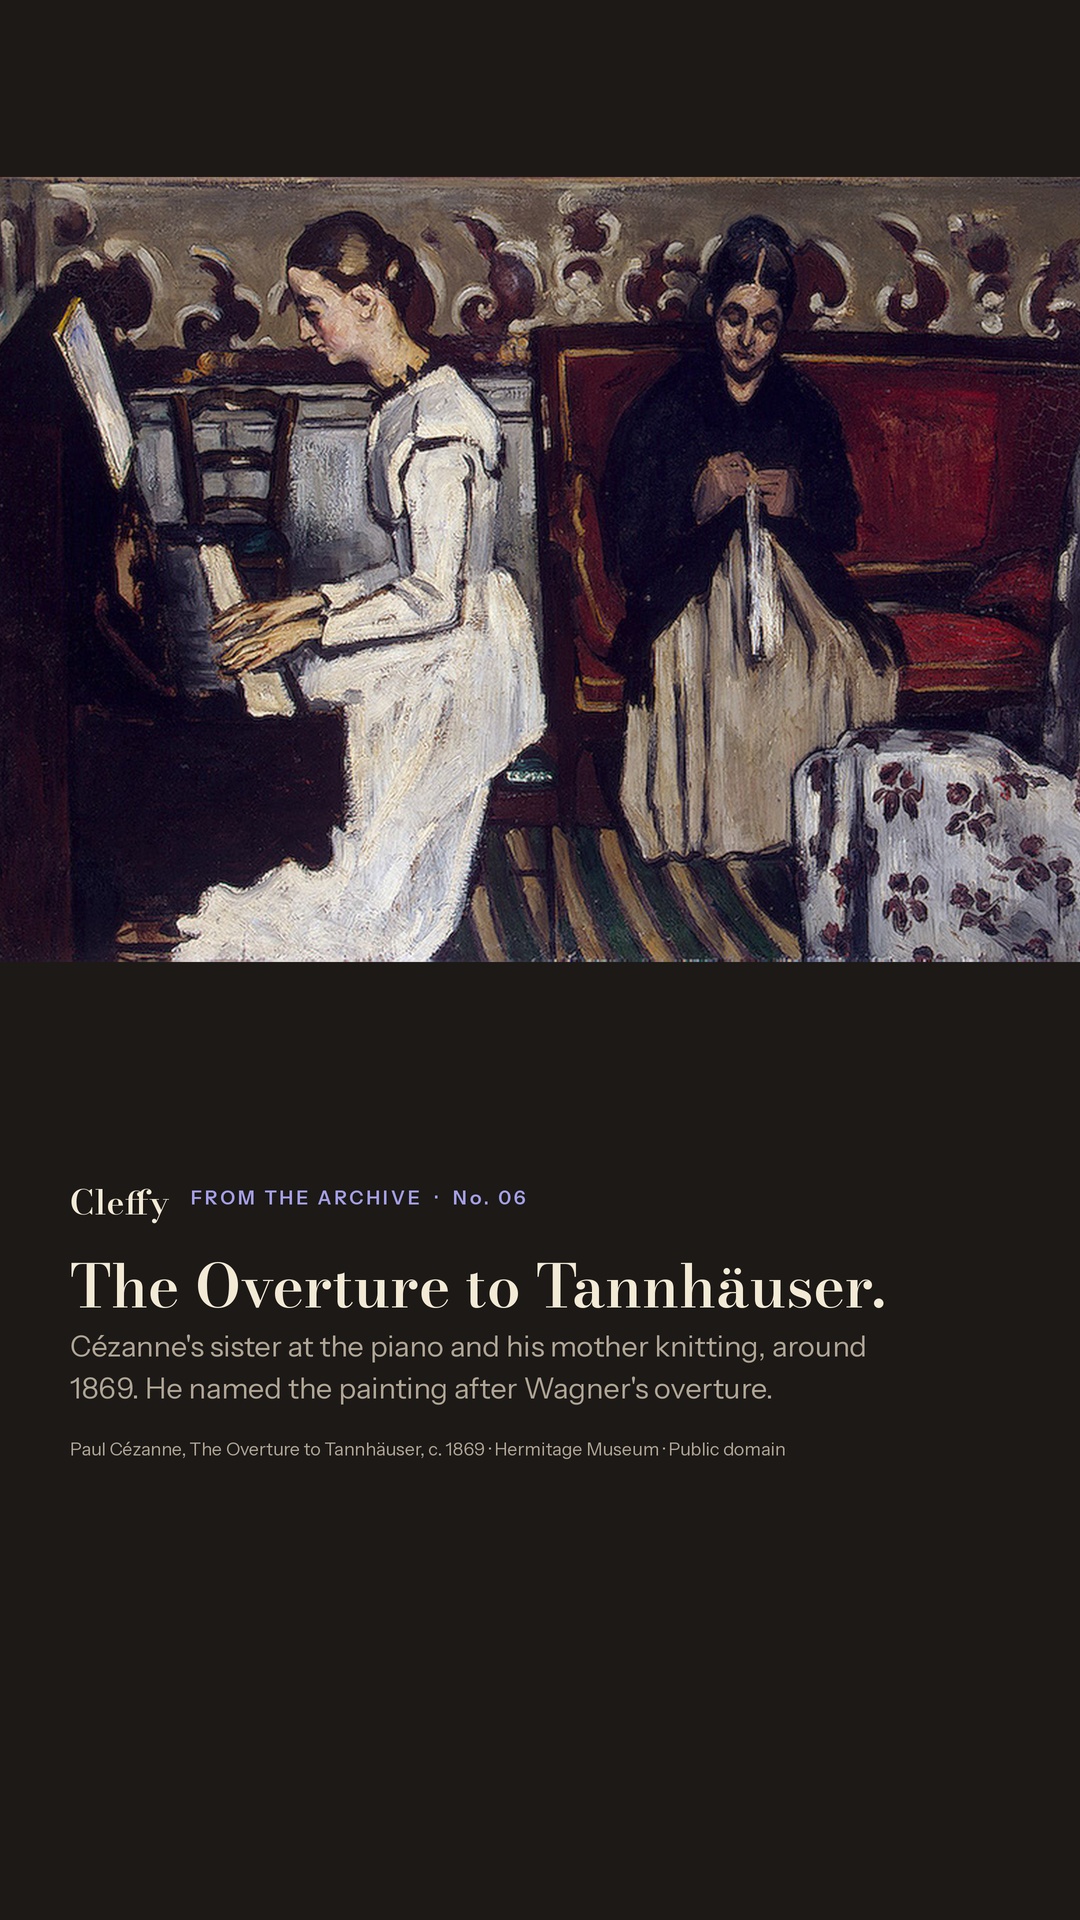 Cleffy FROM THE ARCHIVE · No. 06
The Overture to Tannhäuser.
Cézanne's sister at the piano and his mother knitting, around
1869. He named the painting after Wagner's overture.
Paul Cézanne, The Overture to Tannhäuser, c. 1869 · Hermitage Museum · Public domain